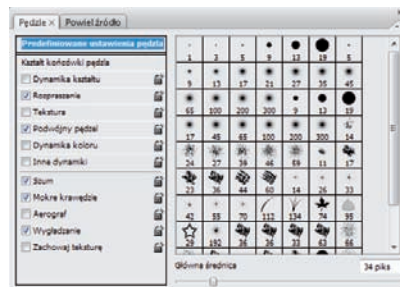 Pędzle × Powiel źródło
Predefiniowane ustawienia pędzla
Kształt końcówki pędzla
Dynamika kształtu
Rozpraszanie
Tekstura
Podwójny pędzel
Dynamika koloru
Inne dynamiki
Szum
Mokre krawędzie
Aerograf
Wygładzanie
Zachowaj teksturę
1 3 5 9 13 19 5
9 13 17 21 27 35 45
65 100 200 300 9 13 19
17 45 65 100 200 300 14
24 27 39 46 59 11 17
23 36 44 60 14 26 33
42 55 70 112 134 74 95
29 192 36 36 33 63 66
Główna średnica 34 piks